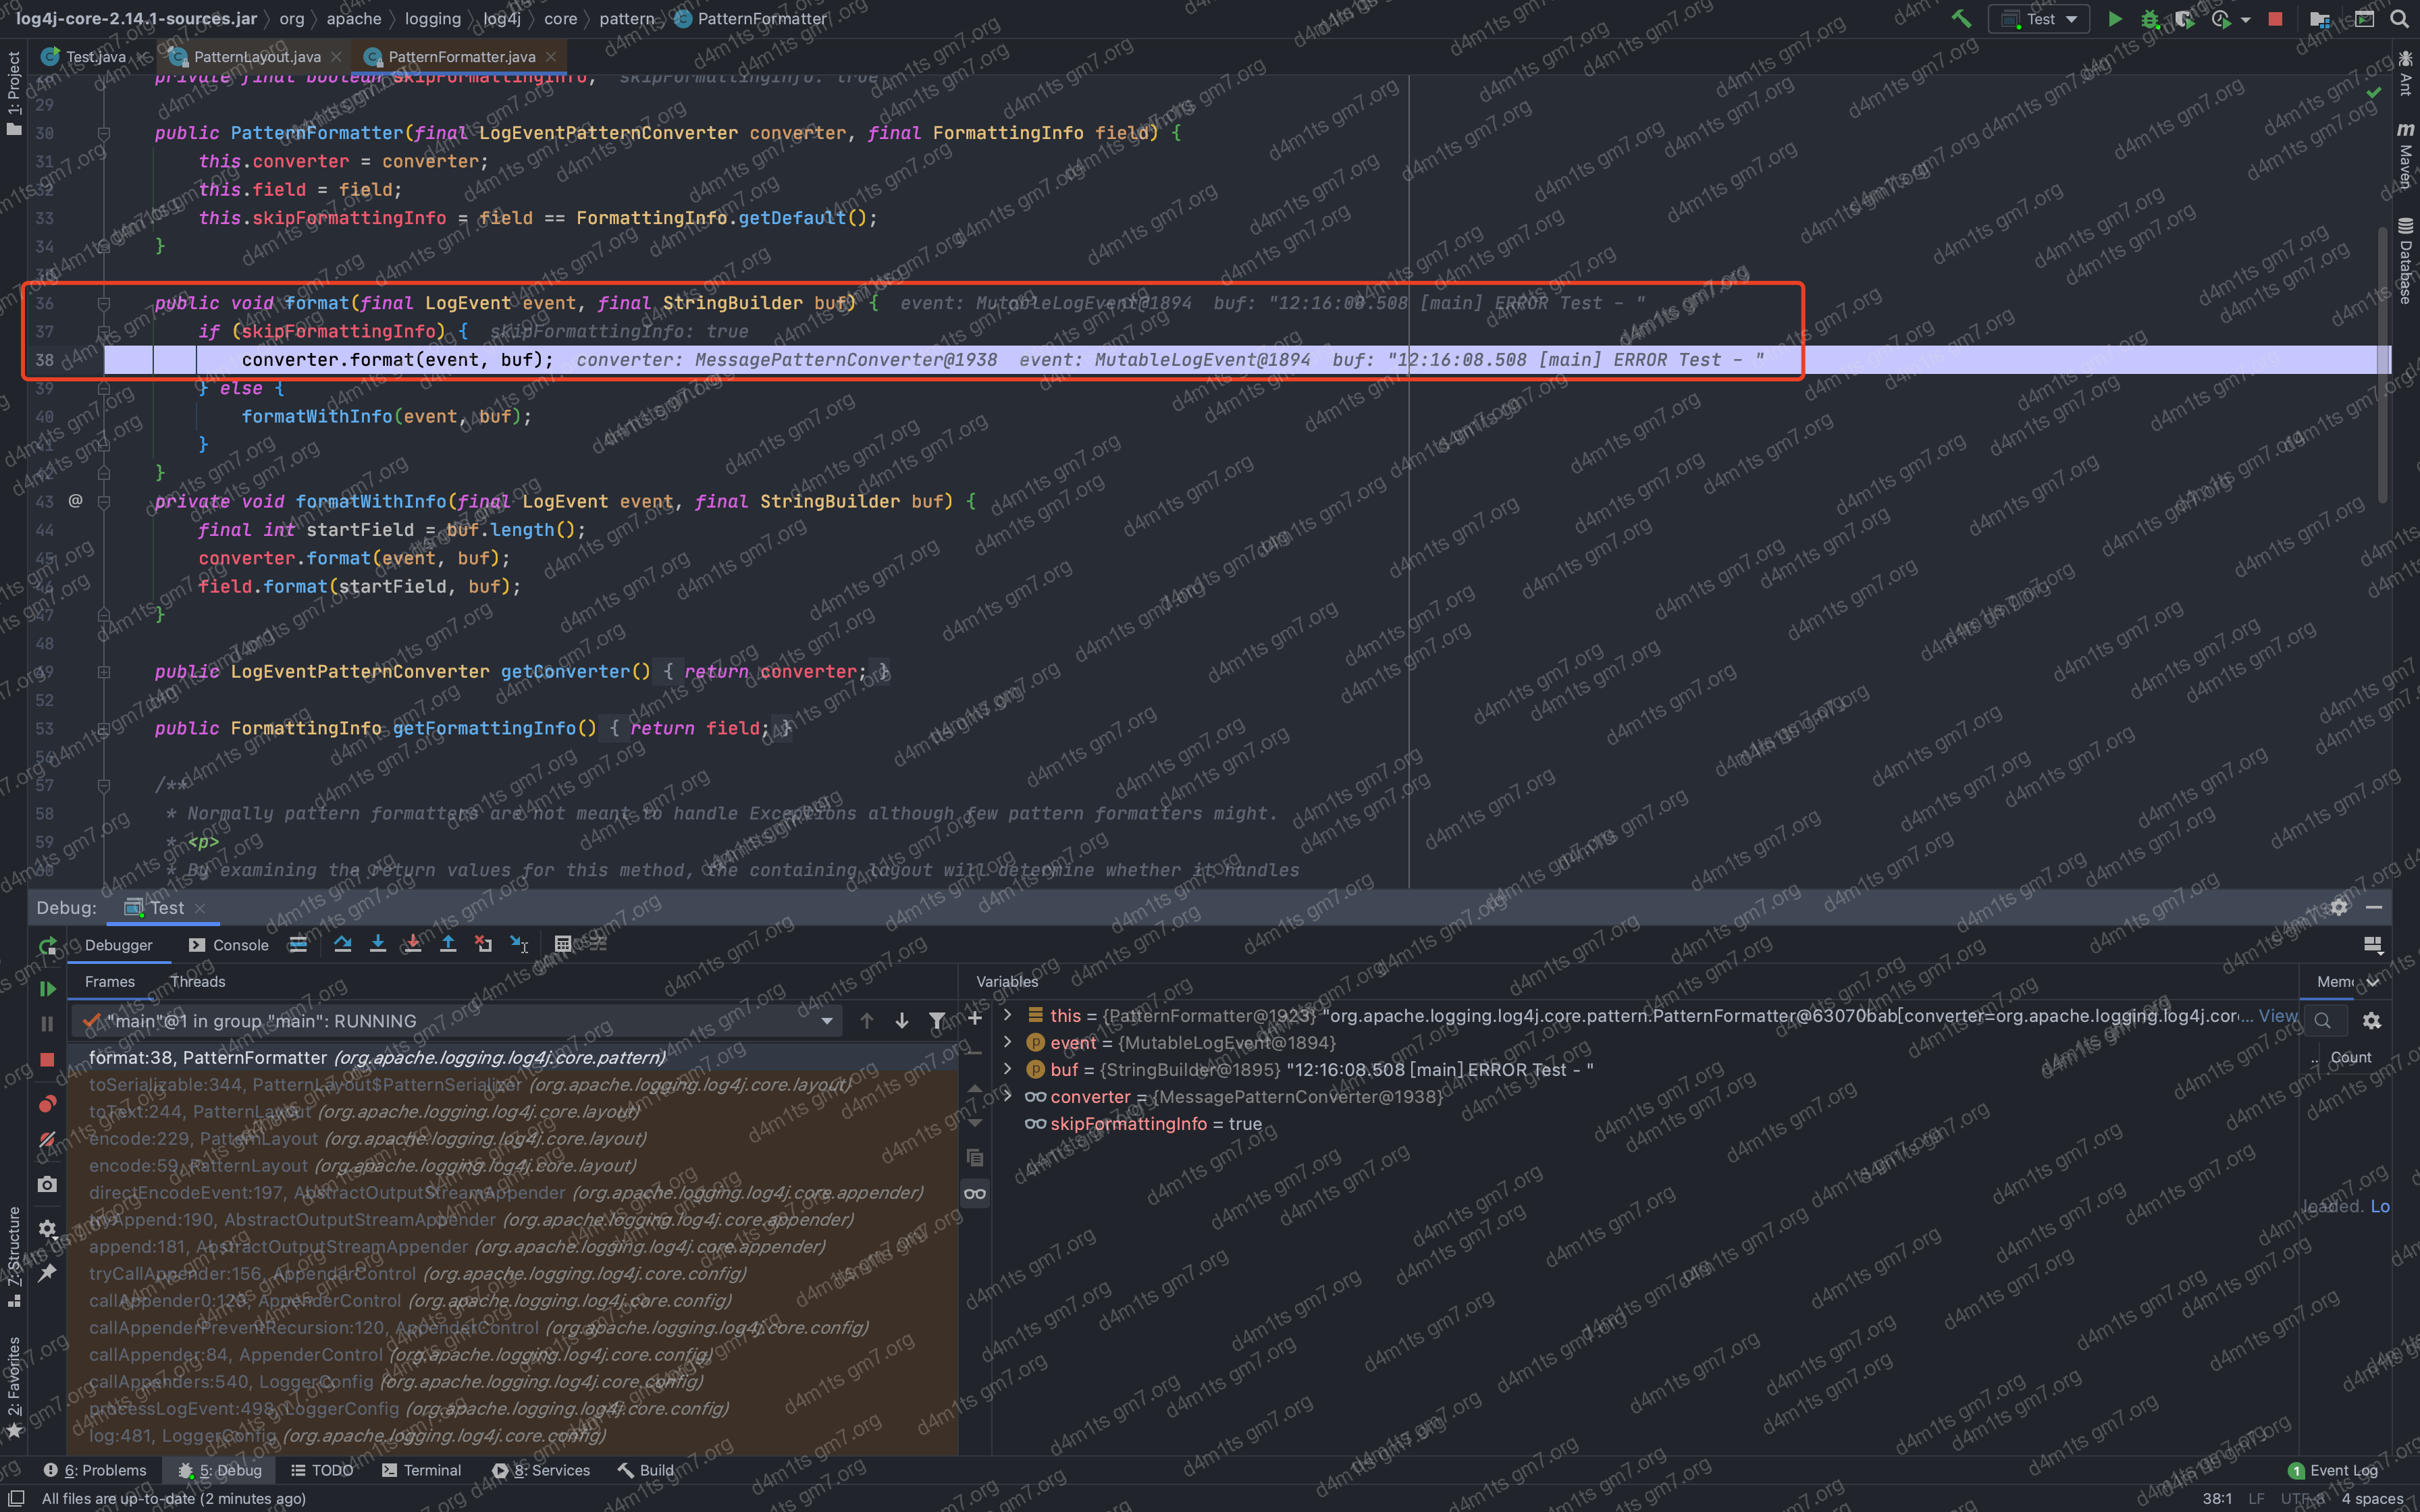 log4j-core-2.14.1-sources.jar 〉 org 〉 apache 〉 logging 〉 log4j 〉 core 〉 pattern 〉 PatternFormatter
Test
Test.java PatternLayout.java PatternFormatter.java
private final boolean skipFormattingInfo; skipFormattingInfo: true
29
30 public PatternFormatter(final LogEventPatternConverter converter, final FormattingInfo field) {
31 this.converter = converter;
32 this.field = field;
33 this.skipFormattingInfo = field == FormattingInfo.getDefault();
34 }
35
36 public void format(final LogEvent event, final StringBuilder buf) { event: MutableLogEvent@1894 buf: "12:16:08.508 [main] ERROR Test - "
37 if (skipFormattingInfo) { skipFormattingInfo: true
38 converter.format(event, buf); converter: MessagePatternConverter@1938 event: MutableLogEvent@1894 buf: "12:16:08.508 [main] ERROR Test - "
39 } else {
40 formatWithInfo(event, buf);
41 }
42 }
43 @ private void formatWithInfo(final LogEvent event, final StringBuilder buf) {
44 final int startField = buf.length();
45 converter.format(event, buf);
46 field.format(startField, buf);
47 }
48
49 public LogEventPatternConverter getConverter() { return converter; }
52
53 public FormattingInfo getFormattingInfo() { return field; }
56
57 /**
58 * Normally pattern formatters are not meant to handle Exceptions although few pattern formatters might.
59 * <p>
60 * By examining the return values for this method, the containing layout will determine whether it handles
1: Project
7: Structure
2: Favorites
Ant
Maven
Database
Debug: Test
Debugger Console
Frames Threads
Variables
Mem
"main"@1 in group "main": RUNNING
format:38, PatternFormatter (org.apache.logging.log4j.core.pattern)
toSerializable:344, PatternLayout$PatternSerializer (org.apache.logging.log4j.core.layout)
toText:244, PatternLayout (org.apache.logging.log4j.core.layout)
encode:229, PatternLayout (org.apache.logging.log4j.core.layout)
encode:59, PatternLayout (org.apache.logging.log4j.core.layout)
directEncodeEvent:197, AbstractOutputStreamAppender (org.apache.logging.log4j.core.appender)
tryAppend:190, AbstractOutputStreamAppender (org.apache.logging.log4j.core.appender)
append:181, AbstractOutputStreamAppender (org.apache.logging.log4j.core.appender)
tryCallAppender:156, AppenderControl (org.apache.logging.log4j.core.config)
callAppender0:129, AppenderControl (org.apache.logging.log4j.core.config)
callAppenderPreventRecursion:120, AppenderControl (org.apache.logging.log4j.core.config)
callAppender:84, AppenderControl (org.apache.logging.log4j.core.config)
callAppenders:540, LoggerConfig (org.apache.logging.log4j.core.config)
processLogEvent:498, LoggerConfig (org.apache.logging.log4j.core.config)
log:481, LoggerConfig (org.apache.logging.log4j.core.config)
this = {PatternFormatter@1923} "org.apache.logging.log4j.core.pattern.PatternFormatter@63070bab[converter=org.apache.logging.log4j.cor... View
event = {MutableLogEvent@1894}
buf = {StringBuilder@1895} "12:16:08.508 [main] ERROR Test - "
converter = {MessagePatternConverter@1938}
skipFormattingInfo = true
.. Count
loaded. Lo
6: Problems 5: Debug TODO Terminal 8: Services Build 1 Event Log
All files are up-to-date (2 minutes ago) 38:1 LF UTF-8 4 spaces
d4m1ts gm7.org